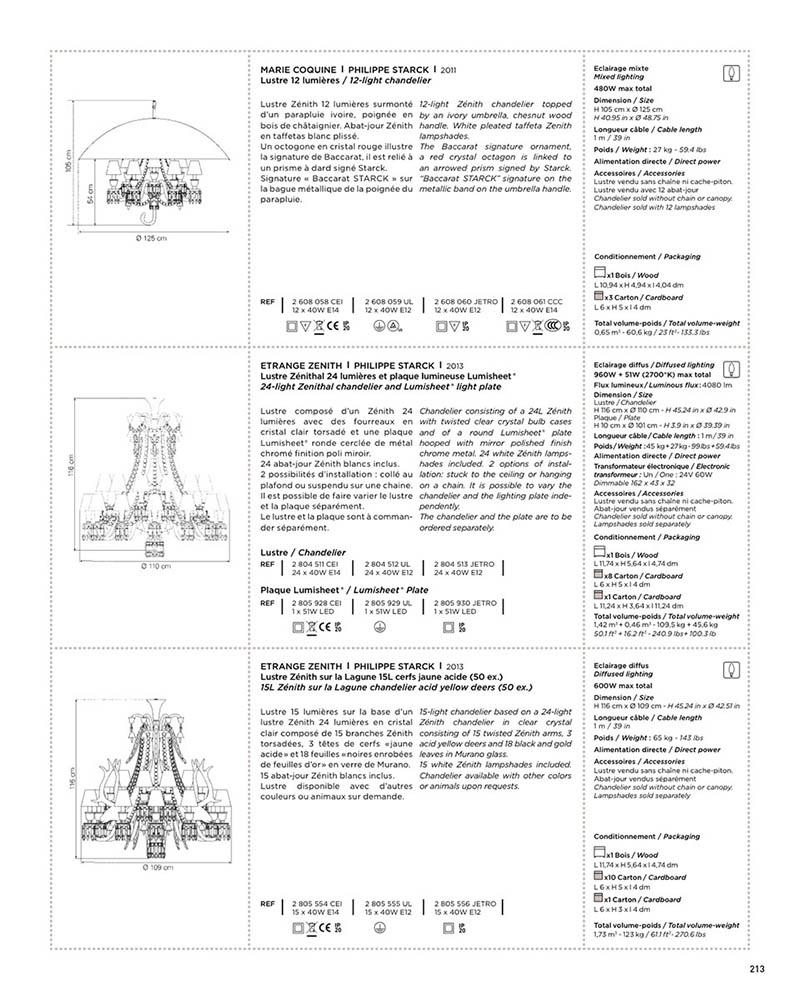 MARIE COQUINE | PHILIPPE STARCK | 2011
Lustre 12 lumières / 12-light chandelier
Lustre Zénith 12 lumières surmonté
d'un parapluie ivoire, poignée en
bois de châtaignier. Abat-jour Zénith
en taffetas blanc plissé.
Un octogone en cristal rouge illustre
la signature de Baccarat, il est relié à
un prisme à dard signé Starck.
Signature « Baccarat STARCK » sur
la bague métallique de la poignée du
parapluie.
12-light Zénith chandelier topped
by an ivory umbrella, chesnut wood
handle. White pleated taffeta Zenith
lampshades.
The Baccarat signature ornament,
a red crystal octagon is linked to
an arrowed prism signed by Starck.
"Baccarat STARCK" signature on the
metallic band on the umbrella handle.
REF | 2 608 058 CEI | 2 608 059 UL | 2 608 060 JETRO | 2 608 061 CCC
12 x 40W E14 12 x 40W E12 12 x 40W E12 12 x 40W E14
105 cm
54 cm
Ø 125 cm
Eclairage mixte
Mixed lighting
480W max total
Dimension / Size
H 105 cm x Ø 125 cm
H 40.95 in x Ø 48.75 in
Longueur câble / Cable length
1 m / 39 in
Poids / Weight : 27 kg - 59.4 lbs
Alimentation directe / Direct power
Accessoires / Accessories
Lustre vendu sans chaîne ni cache-piton.
Lustre vendu avec 12 abat-jour
Chandelier sold without chain or canopy.
Chandelier sold with 12 lampshades
Conditionnement / Packaging
x1 Bois / Wood
L 10,94 x H 4,94 x l 4,04 dm
x3 Carton / Cardboard
L 6 x H 5 x l 4 dm
Total volume-poids / Total volume-weight
0,65 m³ - 60,6 kg / 23 ft³- 133.3 lbs
ETRANGE ZENITH | PHILIPPE STARCK | 2013
Lustre Zénithal 24 lumières et plaque lumineuse Lumisheet®
24-light Zenithal chandelier and Lumisheet® light plate
Lustre composé d'un Zénith 24
lumières avec des fourreaux en
cristal clair torsadé et une plaque
Lumisheet® ronde cerclée de métal
chromé finition poli miroir.
24 abat-jour Zénith blancs inclus.
2 possibilités d'installation : collé au
plafond ou suspendu sur une chaine.
Il est possible de faire varier le lustre
et la plaque séparément.
Le lustre et la plaque sont à comman-
der séparément.
Chandelier consisting of a 24L Zénith
with twisted clear crystal bulb cases
and of a round Lumisheet® plate
hooped with mirror polished finish
chrome metal. 24 white Zénith lamps-
hades included. 2 options of instal-
lation: stuck to the ceiling or hanging
on a chain. It is possible to vary the
chandelier and the lighting plate inde-
pendently.
The chandelier and the plate are to be
ordered separately.
Lustre / Chandelier
REF | 2 804 511 CEI | 2 804 512 UL | 2 804 513 JETRO
24 x 40W E14 24 x 40W E12 24 x 40W E12
Plaque Lumisheet® / Lumisheet® Plate
REF | 2 805 928 CEI | 2 805 929 UL | 2 805 930 JETRO
1 x 51W LED 1 x 51W LED 1 x 51W LED
116 cm
Ø 110 cm
Eclairage diffus / Diffused lighting
960W + 51W (2700°K) max total
Flux lumineux / Luminous flux : 4080 lm
Dimension / Size
Lustre / Chandelier
H 116 cm x Ø 110 cm - H 45.24 in x Ø 42.9 in
Plaque / Plate
H 10 cm x Ø 101 cm - H 3.9 in x Ø 39.39 in
Longueur câble / Cable length : 1 m / 39 in
Poids / Weight : 45 kg + 27 kg - 99 lbs + 59.4 lbs
Alimentation directe / Direct power
Transformateur électronique / Electronic
transformer : Un / One : 24V 60W
Dimmable 162 x 43 x 32
Accessoires / Accessories
Lustre vendu sans chaîne ni cache-piton.
Abat-jour vendus séparément
Chandelier sold without chain or canopy.
Lampshades sold separately
Conditionnement / Packaging
x1 Bois / Wood
L 11,74 x H 5,64 x l 4,74 dm
x8 Carton / Cardboard
L 6 x H 5 x l 4 dm
x1 Carton / Cardboard
L 11,24 x H 3,64 x l 11,24 dm
Total volume-poids / Total volume-weight
1,42 m³ + 0,46 m³ - 109,5 kg + 45,6 kg
50.1 ft³ + 16.2 ft³ - 240.9 lbs + 100.3 lb
ETRANGE ZENITH | PHILIPPE STARCK | 2013
Lustre Zénith sur la Lagune 15L cerfs jaune acide (50 ex.)
15L Zénith sur la Lagune chandelier acid yellow deers (50 ex.)
Lustre 15 lumières sur la base d'un
lustre Zénith 24 lumières en cristal
clair composé de 15 branches Zénith
torsadées, 3 têtes de cerfs «jaune
acide» et 18 feuilles «noires enrobées
de feuilles d'or» en verre de Murano.
15 abat-jour Zénith blancs inclus.
Lustre disponible avec d'autres
couleurs ou animaux sur demande.
15-light chandelier based on a 24-light
Zénith chandelier in clear crystal
consisting of 15 twisted Zénith arms, 3
acid yellow deers and 18 black and gold
leaves in Murano glass.
15 white Zénith lampshades included.
Chandelier available with other colors
or animals upon requests.
REF | 2 805 554 CEI | 2 805 555 UL | 2 805 556 JETRO
15 x 40W E14 15 x 40W E12 15 x 40W E12
116 cm
Ø 109 cm
Eclairage diffus
Diffused lighting
600W max total
Dimension / Size
H 116 cm x Ø 109 cm - H 45.24 in x Ø 42.51 in
Longueur câble / Cable length
1 m / 39 in
Poids / Weight : 65 kg - 143 lbs
Alimentation directe / Direct power
Accessoires / Accessories
Lustre vendu sans chaîne ni cache-piton.
Abat-jour vendus séparément
Chandelier sold without chain or canopy.
Lampshades sold separately
Conditionnement / Packaging
x1 Bois / Wood
L 11,74 x H 5,64 x l 4,74 dm
x10 Carton / Cardboard
L 6 x H 5 x l 4 dm
x1 Carton / Cardboard
L 6 x H 3 x l 4 dm
Total volume-poids / Total volume-weight
1,73 m³ - 123 kg / 61.1 ft³- 270.6 lbs
213